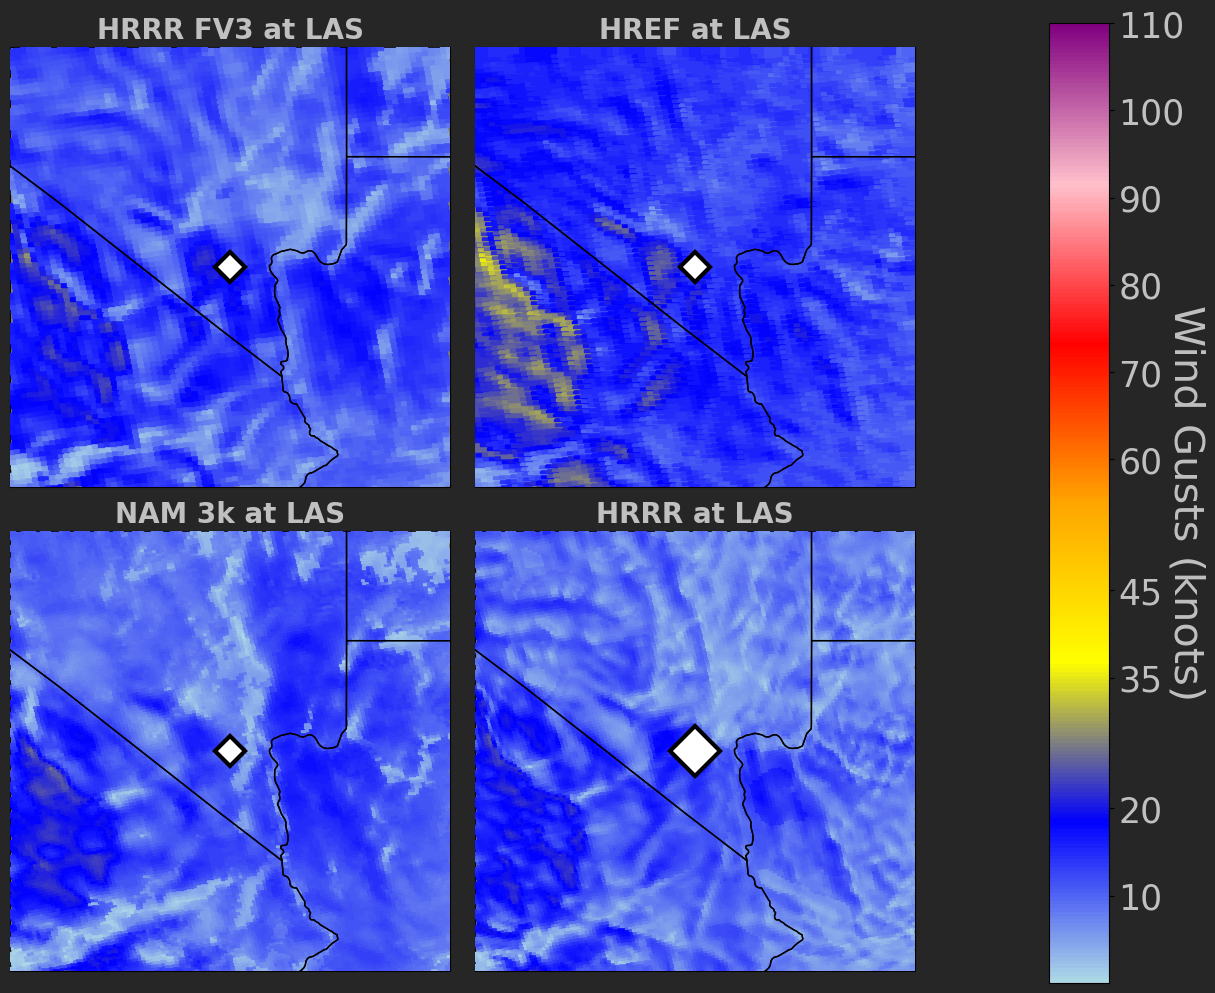 HRRR FV3 at LAS
HREF at LAS
NAM 3k at LAS
HRRR at LAS
110
100
90
80
70
60
45
35
20
10
Wind Gusts (knots)